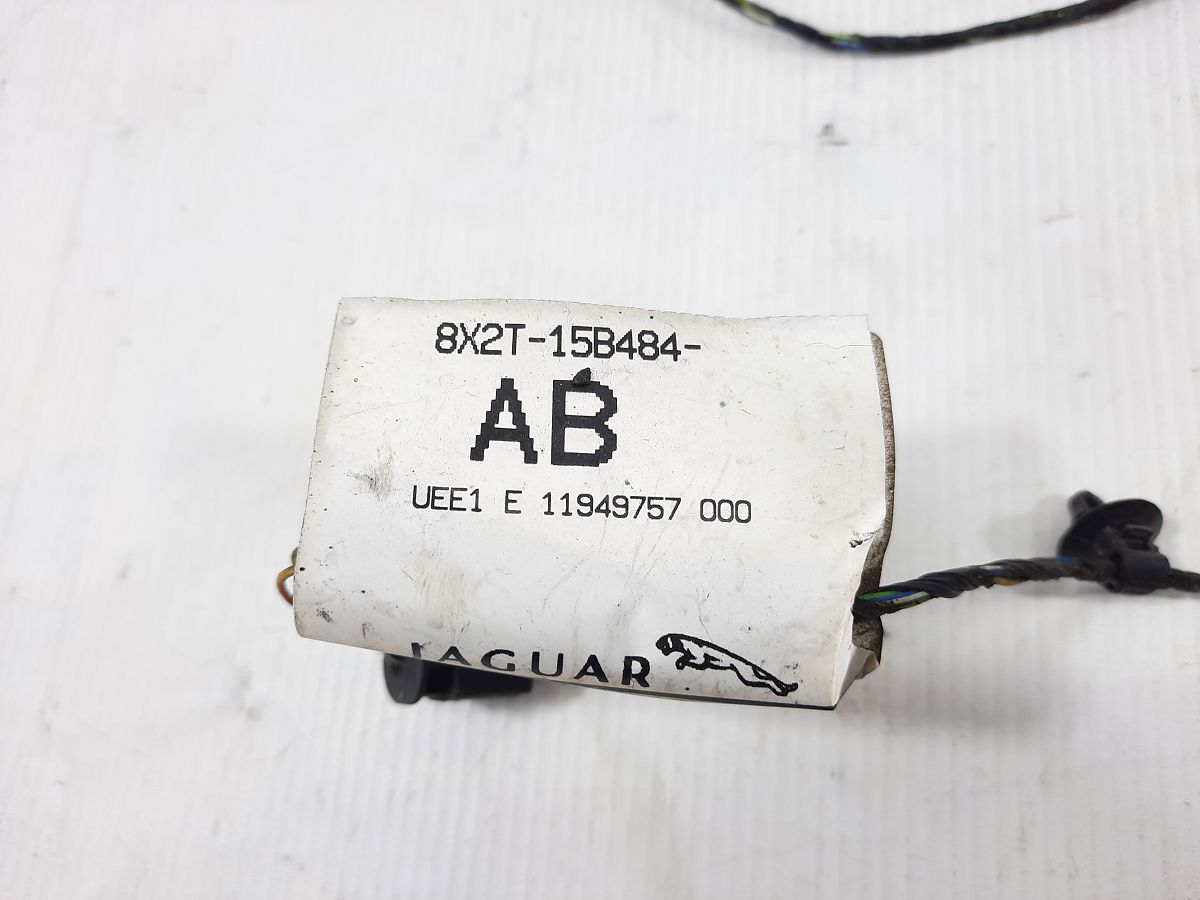 8X2T-15B484-
AB
UEE1 E 11949757 000
JAGUAR